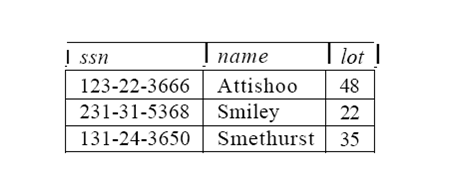 ssn name lot
123-22-3666 Attishoo 48
231-31-5368 Smiley 22
131-24-3650 Smethurst 35